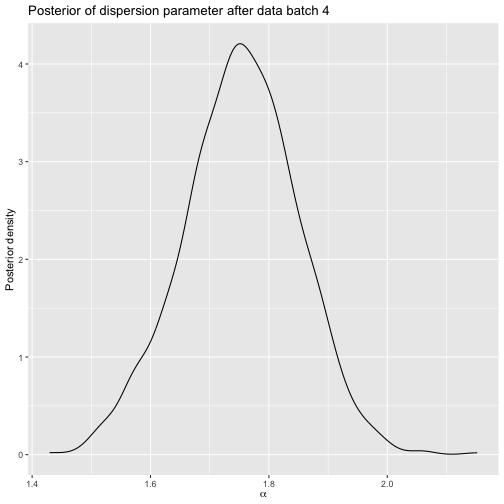 Posterior of dispersion parameter after data batch 4
4
3
2
1
0
Posterior density
1.4 1.6 1.8 2.0
α